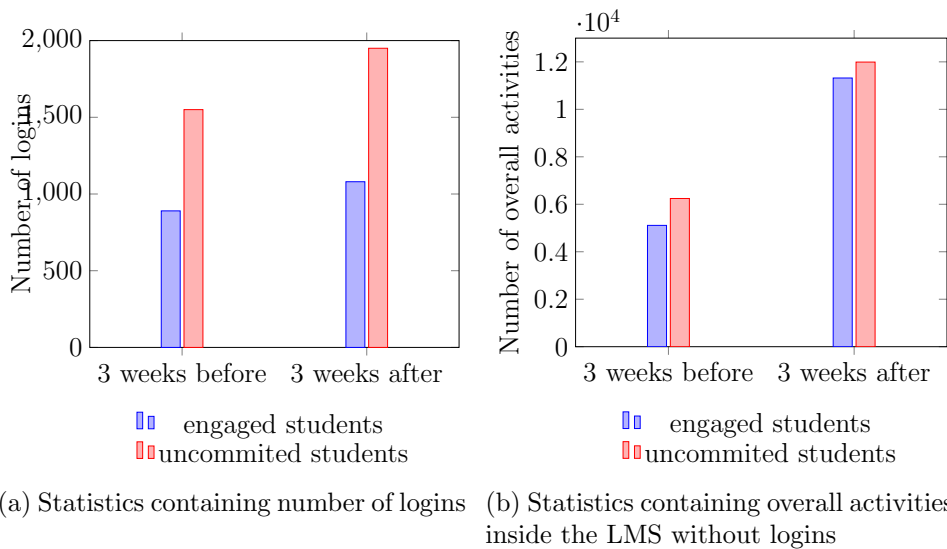 2,000
1,500
1,000
500
0
Number of logins
3 weeks before 3 weeks after
engaged students
uncommited students
(a) Statistics containing number of logins
·10⁴
1.2
1
0.8
0.6
0.4
0.2
0
Number of overall activities
3 weeks before 3 weeks after
engaged students
uncommited students
(b) Statistics containing overall activities
inside the LMS without logins